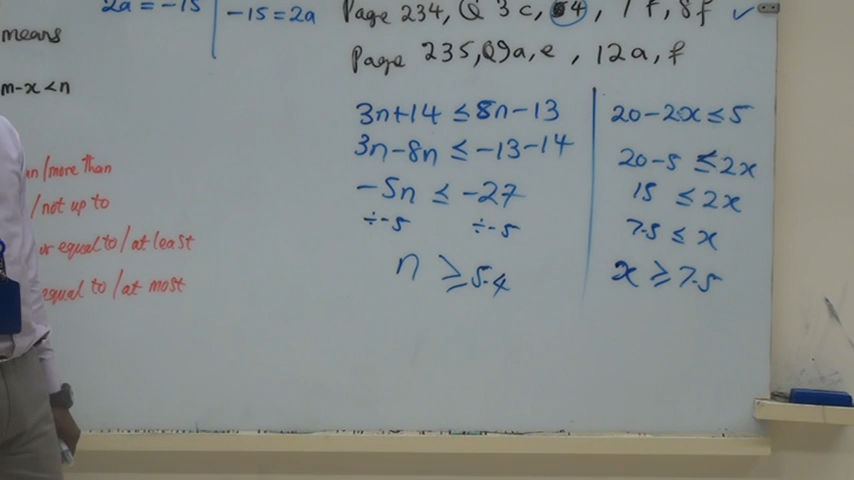 means
m-x<n
an/more than
/not up to
or equal to/at least
equal to/at most
2a = -15
-15 = 2a
Page 234, Q 3c, 4, 7f, 8f ✓
Page 235, Q9a, e, 12a, f
3n+14 ≤ 8n-13
3n-8n ≤ -13-14
-5n ≤ -27
÷-5 ÷-5
n ≥ 5.4
20-2x ≤ 5
20-5 ≤ 2x
15 ≤ 2x
7.5 ≤ x
x ≥ 7.5